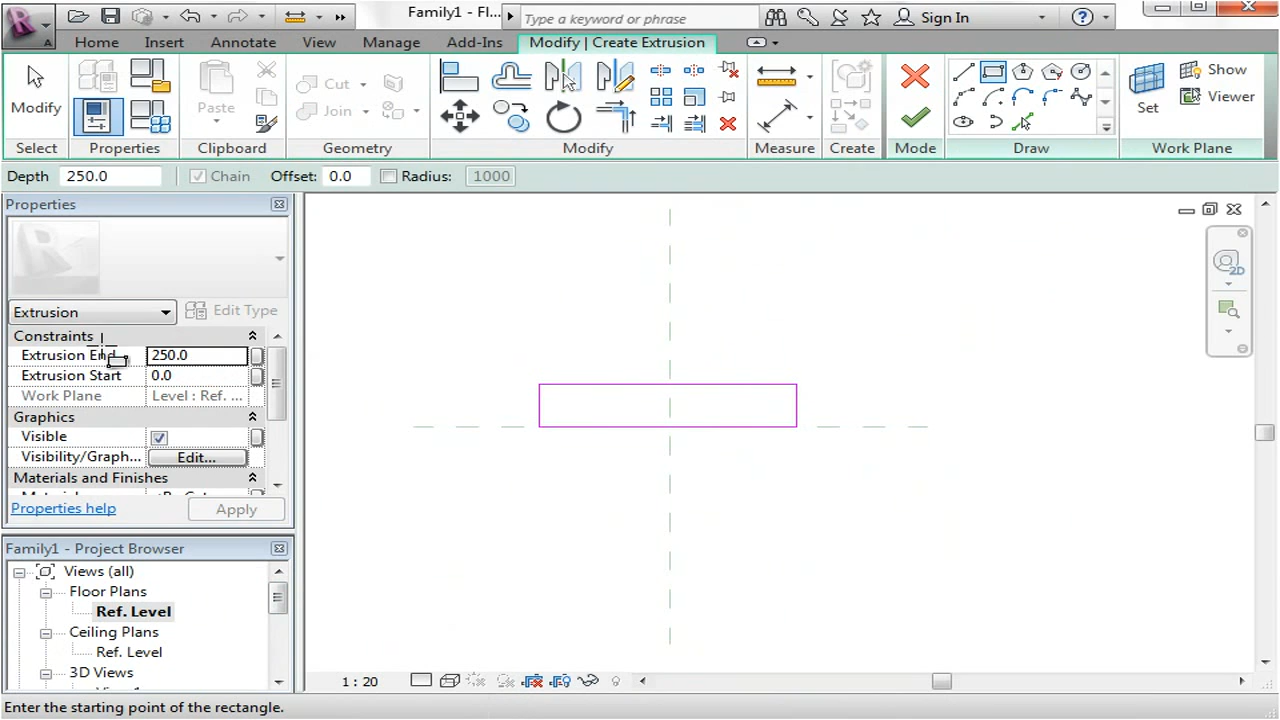 Family1 - Fl...
Type a keyword or phrase
Sign In
Home
Insert
Annotate
View
Manage
Add-Ins
Modify | Create Extrusion
Modify
Paste
Cut
Join
Set
Show
Viewer
Select
Properties
Clipboard
Geometry
Modify
Measure
Create
Mode
Draw
Work Plane
Depth 250.0
Chain
Offset: 0.0
Radius: 1000
Properties
Extrusion
Edit Type
Constraints
Extrusion End 250.0
Extrusion Start 0.0
Work Plane Level : Ref. ...
Graphics
Visible
Visibility/Graph... Edit...
Materials and Finishes
Properties help
Apply
Family1 - Project Browser
Views (all)
Floor Plans
Ref. Level
Ceiling Plans
Ref. Level
3D Views
2D
1 : 20
Enter the starting point of the rectangle.